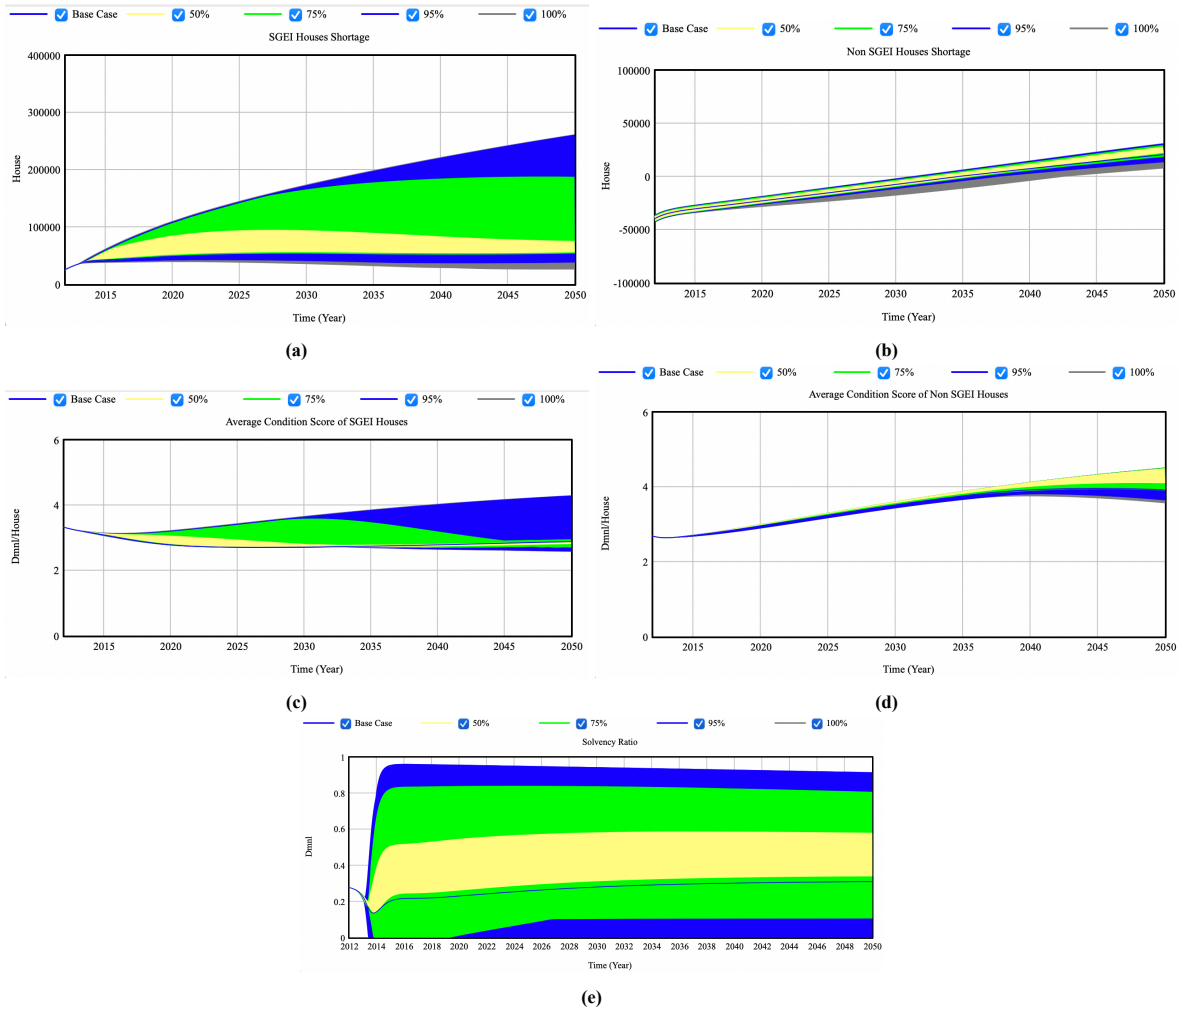 Base Case 50% 75% 95% 100%
SGEI Houses Shortage
400000
300000
200000
100000
0
House
2015 2020 2025 2030 2035 2040 2045 2050
Time (Year)
(a)
Base Case 50% 75% 95% 100%
Non SGEI Houses Shortage
100000
50000
0
-50000
-100000
House
2015 2020 2025 2030 2035 2040 2045 2050
Time (Year)
(b)
Base Case 50% 75% 95% 100%
Average Condition Score of SGEI Houses
6
4
2
0
Dmnl/House
2015 2020 2025 2030 2035 2040 2045 2050
Time (Year)
(c)
Base Case 50% 75% 95% 100%
Average Condition Score of Non SGEI Houses
6
4
2
0
Dmnl/House
2015 2020 2025 2030 2035 2040 2045 2050
Time (Year)
(d)
Base Case 50% 75% 95% 100%
Solvency Ratio
1
0.8
0.6
0.4
0.2
0
Dmnl
2012 2014 2016 2018 2020 2022 2024 2026 2028 2030 2032 2034 2036 2038 2040 2042 2044 2046 2048 2050
Time (Year)
(e)